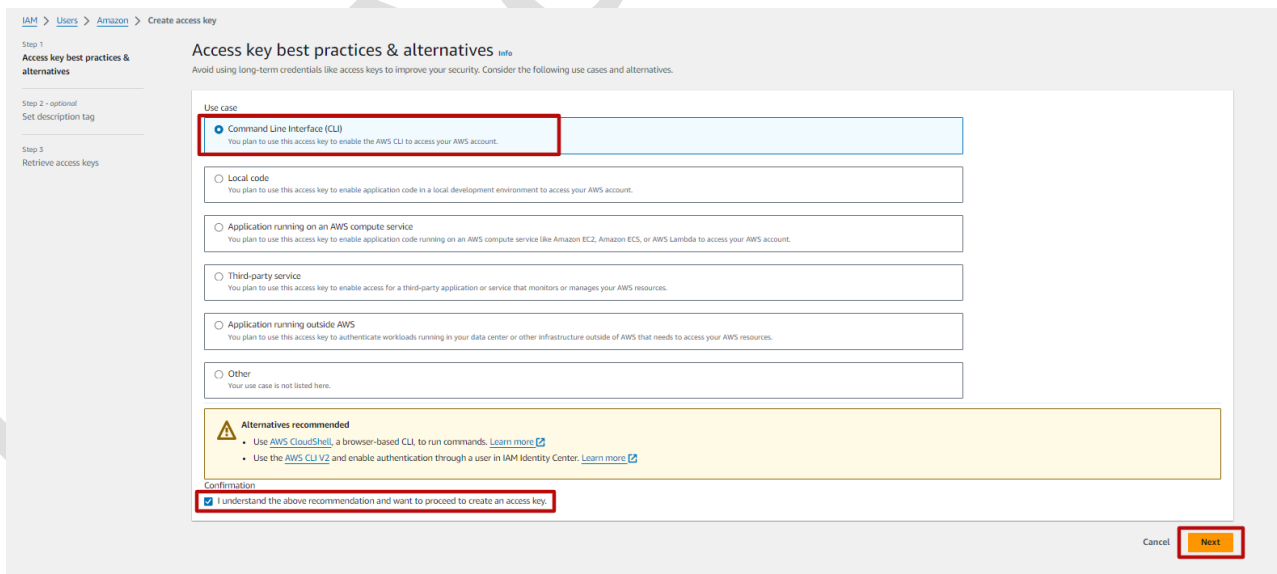 IAM > Users > Amazon > Create access key
Step 1
Access key best practices &
alternatives
Step 2 - optional
Set description tag
Step 3
Retrieve access keys
Access key best practices & alternatives Info
Avoid using long-term credentials like access keys to improve your security. Consider the following use cases and alternatives.
Use case
Command Line Interface (CLI)
You plan to use this access key to enable the AWS CLI to access your AWS account.
Local code
You plan to use this access key to enable application code in a local development environment to access your AWS account.
Application running on an AWS compute service
You plan to use this access key to enable application code running on an AWS compute service like Amazon EC2, Amazon ECS, or AWS Lambda to access your AWS account.
Third-party service
You plan to use this access key to enable access for a third-party application or service that monitors or manages your AWS resources.
Application running outside AWS
You plan to use this access key to authenticate workloads running in your data center or other infrastructure outside of AWS that needs to access your AWS resources.
Other
Your use case is not listed here.
Alternatives recommended
• Use AWS CloudShell, a browser-based CLI, to run commands. Learn more
• Use the AWS CLI V2 and enable authentication through a user in IAM Identity Center. Learn more
Confirmation
I understand the above recommendation and want to proceed to create an access key.
Cancel Next